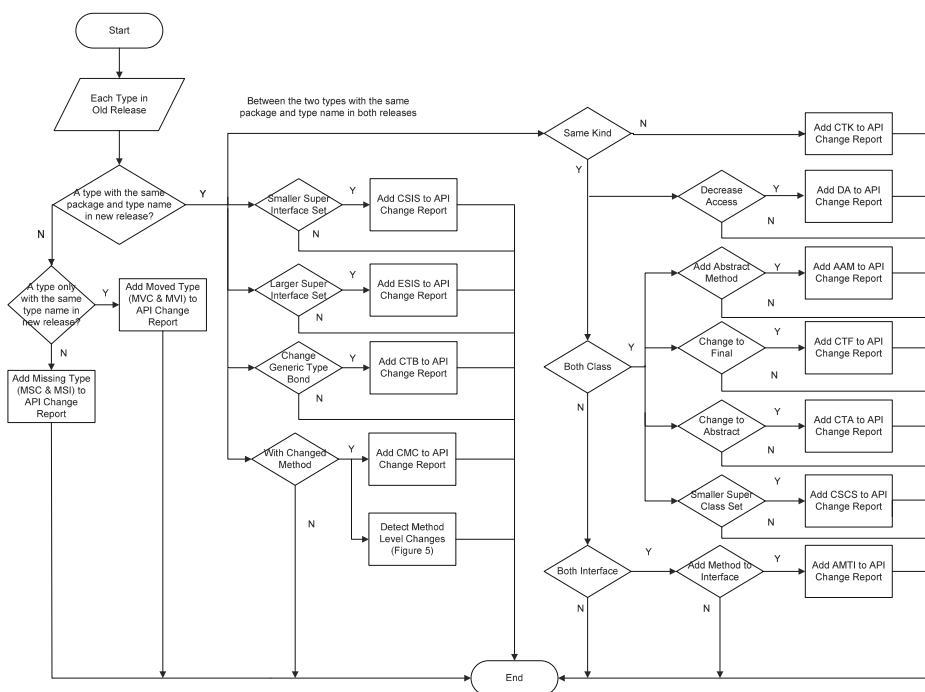 Start
Each Type in
Old Release
Between the two types with the same
package and type name in both releases
A type with the same
package and type name
in new release?
Y
N
A type only
with the same
type name in
new release?
Y
N
Add Moved Type
(MVC & MVI) to
API Change
Report
Add Missing Type
(MSC & MSI) to
API Change
Report
Smaller Super
Interface Set
Y
N
Add CSIS to API
Change Report
Larger Super
Interface Set
Y
N
Add ESIS to API
Change Report
Change
Generic Type
Bond
Y
N
Add CTB to API
Change Report
With Changed
Method
Y
N
Add CMC to API
Change Report
Detect Method
Level Changes
(Figure 5)
Same Kind
N
Y
Add CTK to API
Change Report
Decrease
Access
Y
N
Add DA to API
Change Report
Both Class
Y
N
Add Abstract
Method
Y
N
Add AAM to API
Change Report
Change to
Final
Y
N
Add CTF to API
Change Report
Change to
Abstract
Y
N
Add CTA to API
Change Report
Smaller Super
Class Set
Y
N
Add CSCS to API
Change Report
Both Interface
Y
N
Add Method to
Interface
Y
N
Add AMTI to API
Change Report
End